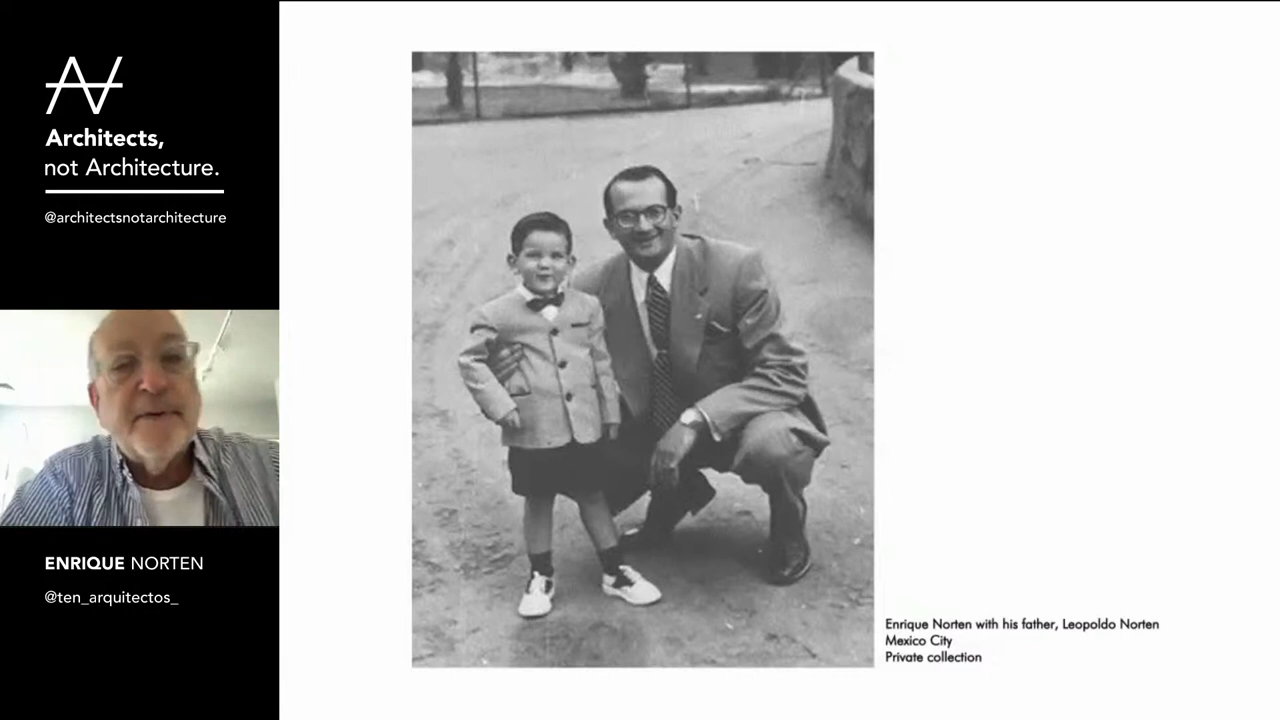 Architects,
not Architecture.
@architectsnotarchitecture
ENRIQUE NORTEN
@ten_arquitectos_
Enrique Norten with his father, Leopoldo Norten
Mexico City
Private collection